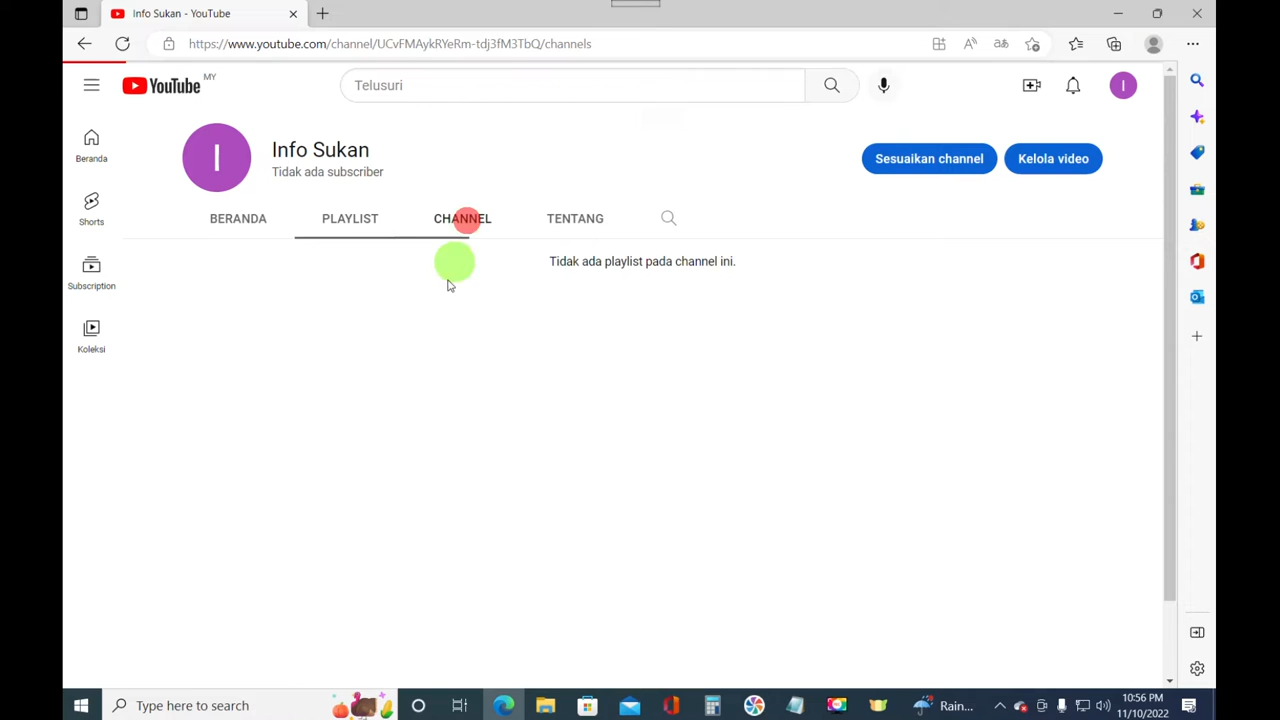 Info Sukan - YouTube
https://www.youtube.com/channel/UCvFMAykRYeRm-tdj3fM3TbQ/channels
YouTube MY
Telusuri
I
Beranda
Shorts
Subscription
Koleksi
I
Info Sukan
Tidak ada subscriber
Sesuaikan channel
Kelola video
BERANDA
PLAYLIST
CHANNEL
TENTANG
Tidak ada playlist pada channel ini.
Type here to search
Rain...
10:56 PM
11/10/2022